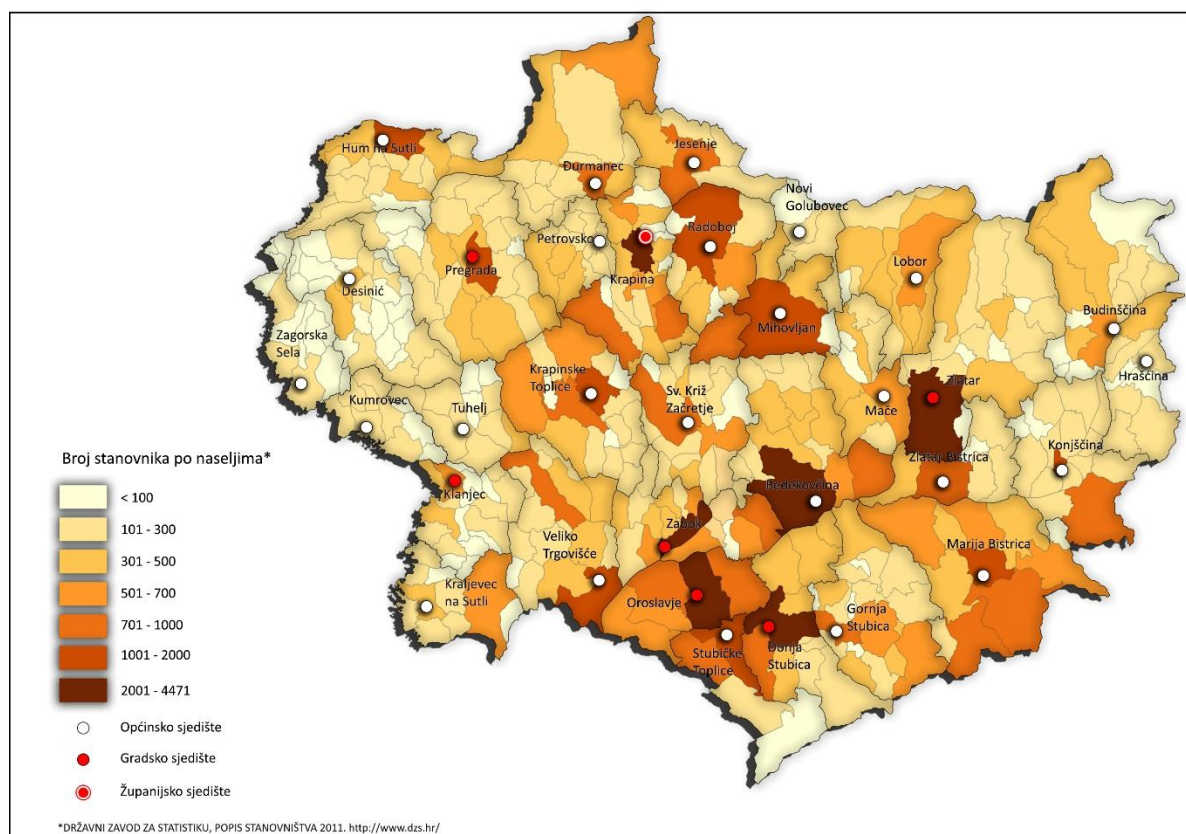 Hum na Sutli
Đurmanec
Jesenje
Novi
Golubovec
Petrovsko
Radoboj
Krapina
Pregrada
Desinić
Lobor
Budinščina
Mihovljan
Zagorska
Sela
Hrašćina
Krapinske
Toplice
Sv. Križ
Začretje
Zlatar
Mače
Kumrovec
Tuhelj
Zlataj Bistrica
Konjščina
Broj stanovnika po naseljima*
< 100
101 - 300
301 - 500
501 - 700
701 - 1000
1001 - 2000
2001 - 4471
Općinsko sjedište
Gradsko sjedište
Županijsko sjedište
Klanjec
Bedekovčina
Zabok
Veliko
Trgovišće
Marija Bistrica
Kraljevec
na Sutli
Oroslavje
Gornja
Stubica
Stubičke
Toplice
Donja
Stubica
*DRŽAVNI ZAVOD ZA STATISTIKU, POPIS STANOVNIŠTVA 2011. http://www.dzs.hr/